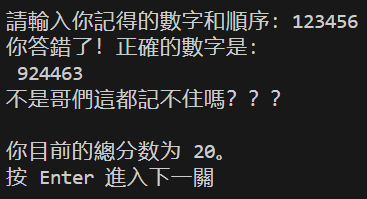 請輸入你記得的數字和順序: 123456
你答錯了! 正確的數字是:
924463
不是哥們這都記不住嗎? ? ?
你目前的總分数为 20。
按 Enter 進入下一關